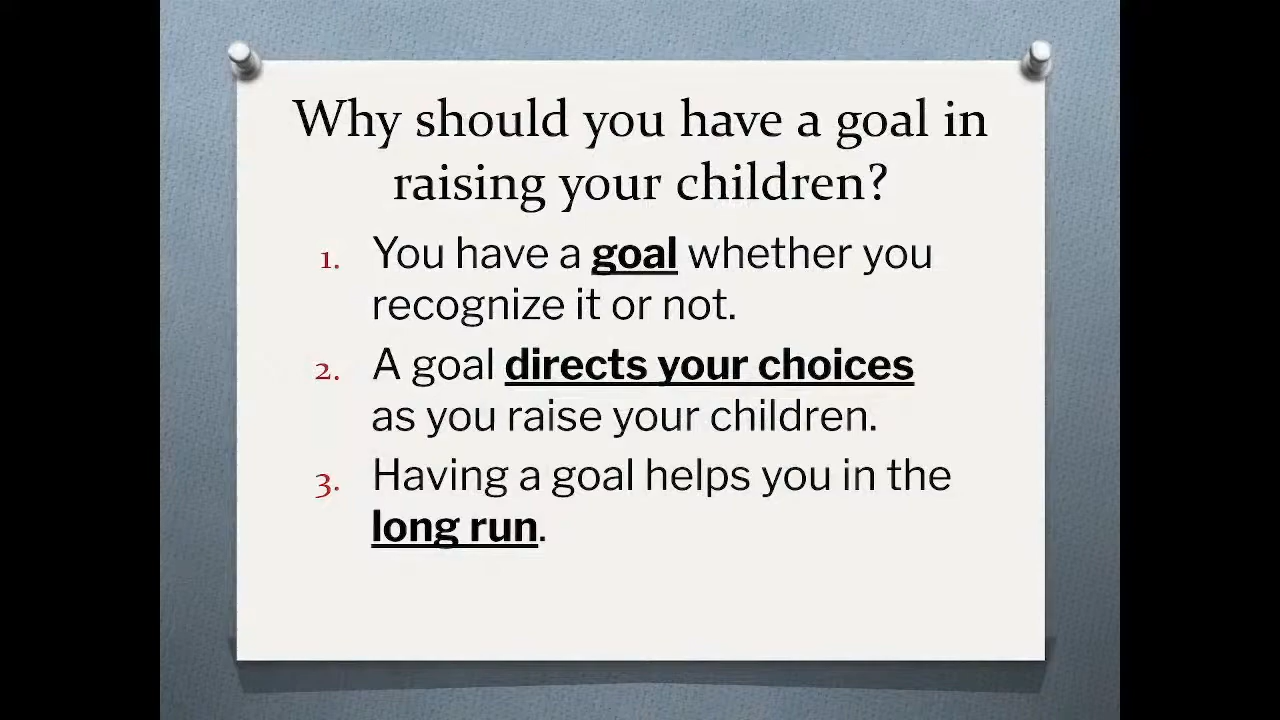 Why should you have a goal in
raising your children?
1. You have a goal whether you
recognize it or not.
2. A goal directs your choices
as you raise your children.
3. Having a goal helps you in the
long run.